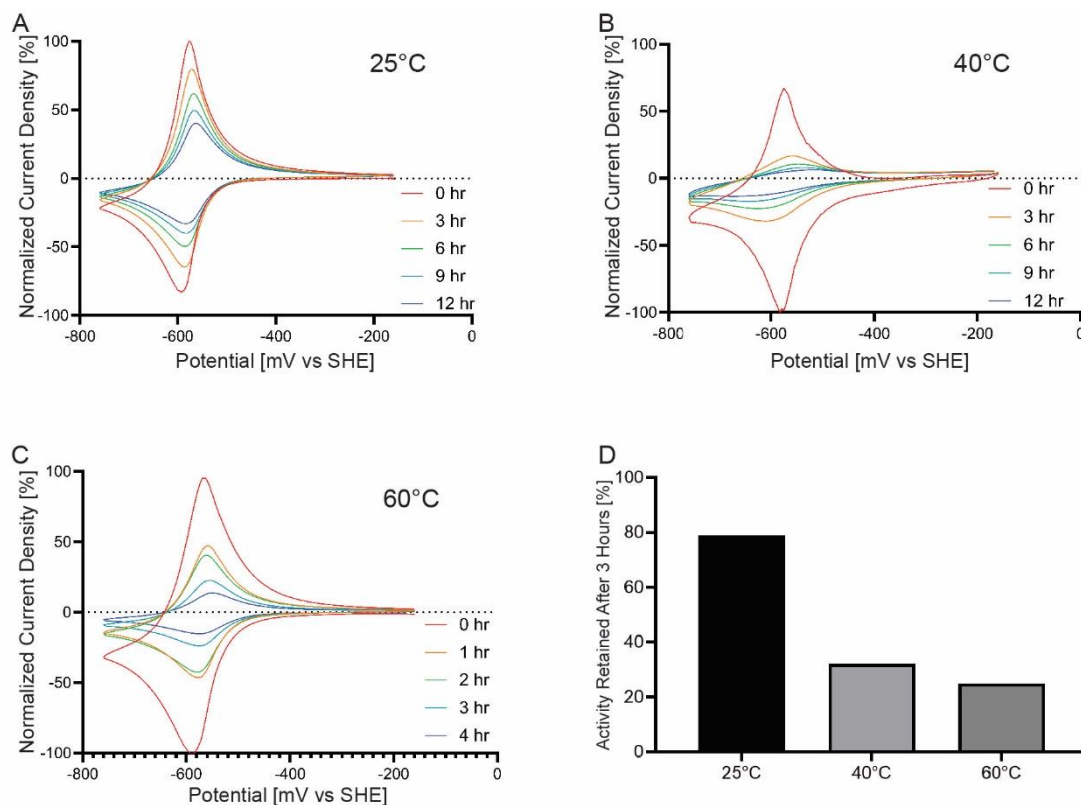 A
25°C
Normalized Current Density [%]
100
50
0
-50
-100
-800
-600
-400
-200
0
Potential [mV vs SHE]
0 hr
3 hr
6 hr
9 hr
12 hr
B
40°C
Normalized Current Density [%]
100
50
0
-50
-100
-800
-600
-400
-200
0
Potential [mV vs SHE]
0 hr
3 hr
6 hr
9 hr
12 hr
C
60°C
Normalized Current Density [%]
100
50
0
-50
-100
-800
-600
-400
-200
0
Potential [mV vs SHE]
0 hr
1 hr
2 hr
3 hr
4 hr
D
Activity Retained After 3 Hours [%]
100
80
60
40
20
0
25°C
40°C
60°C